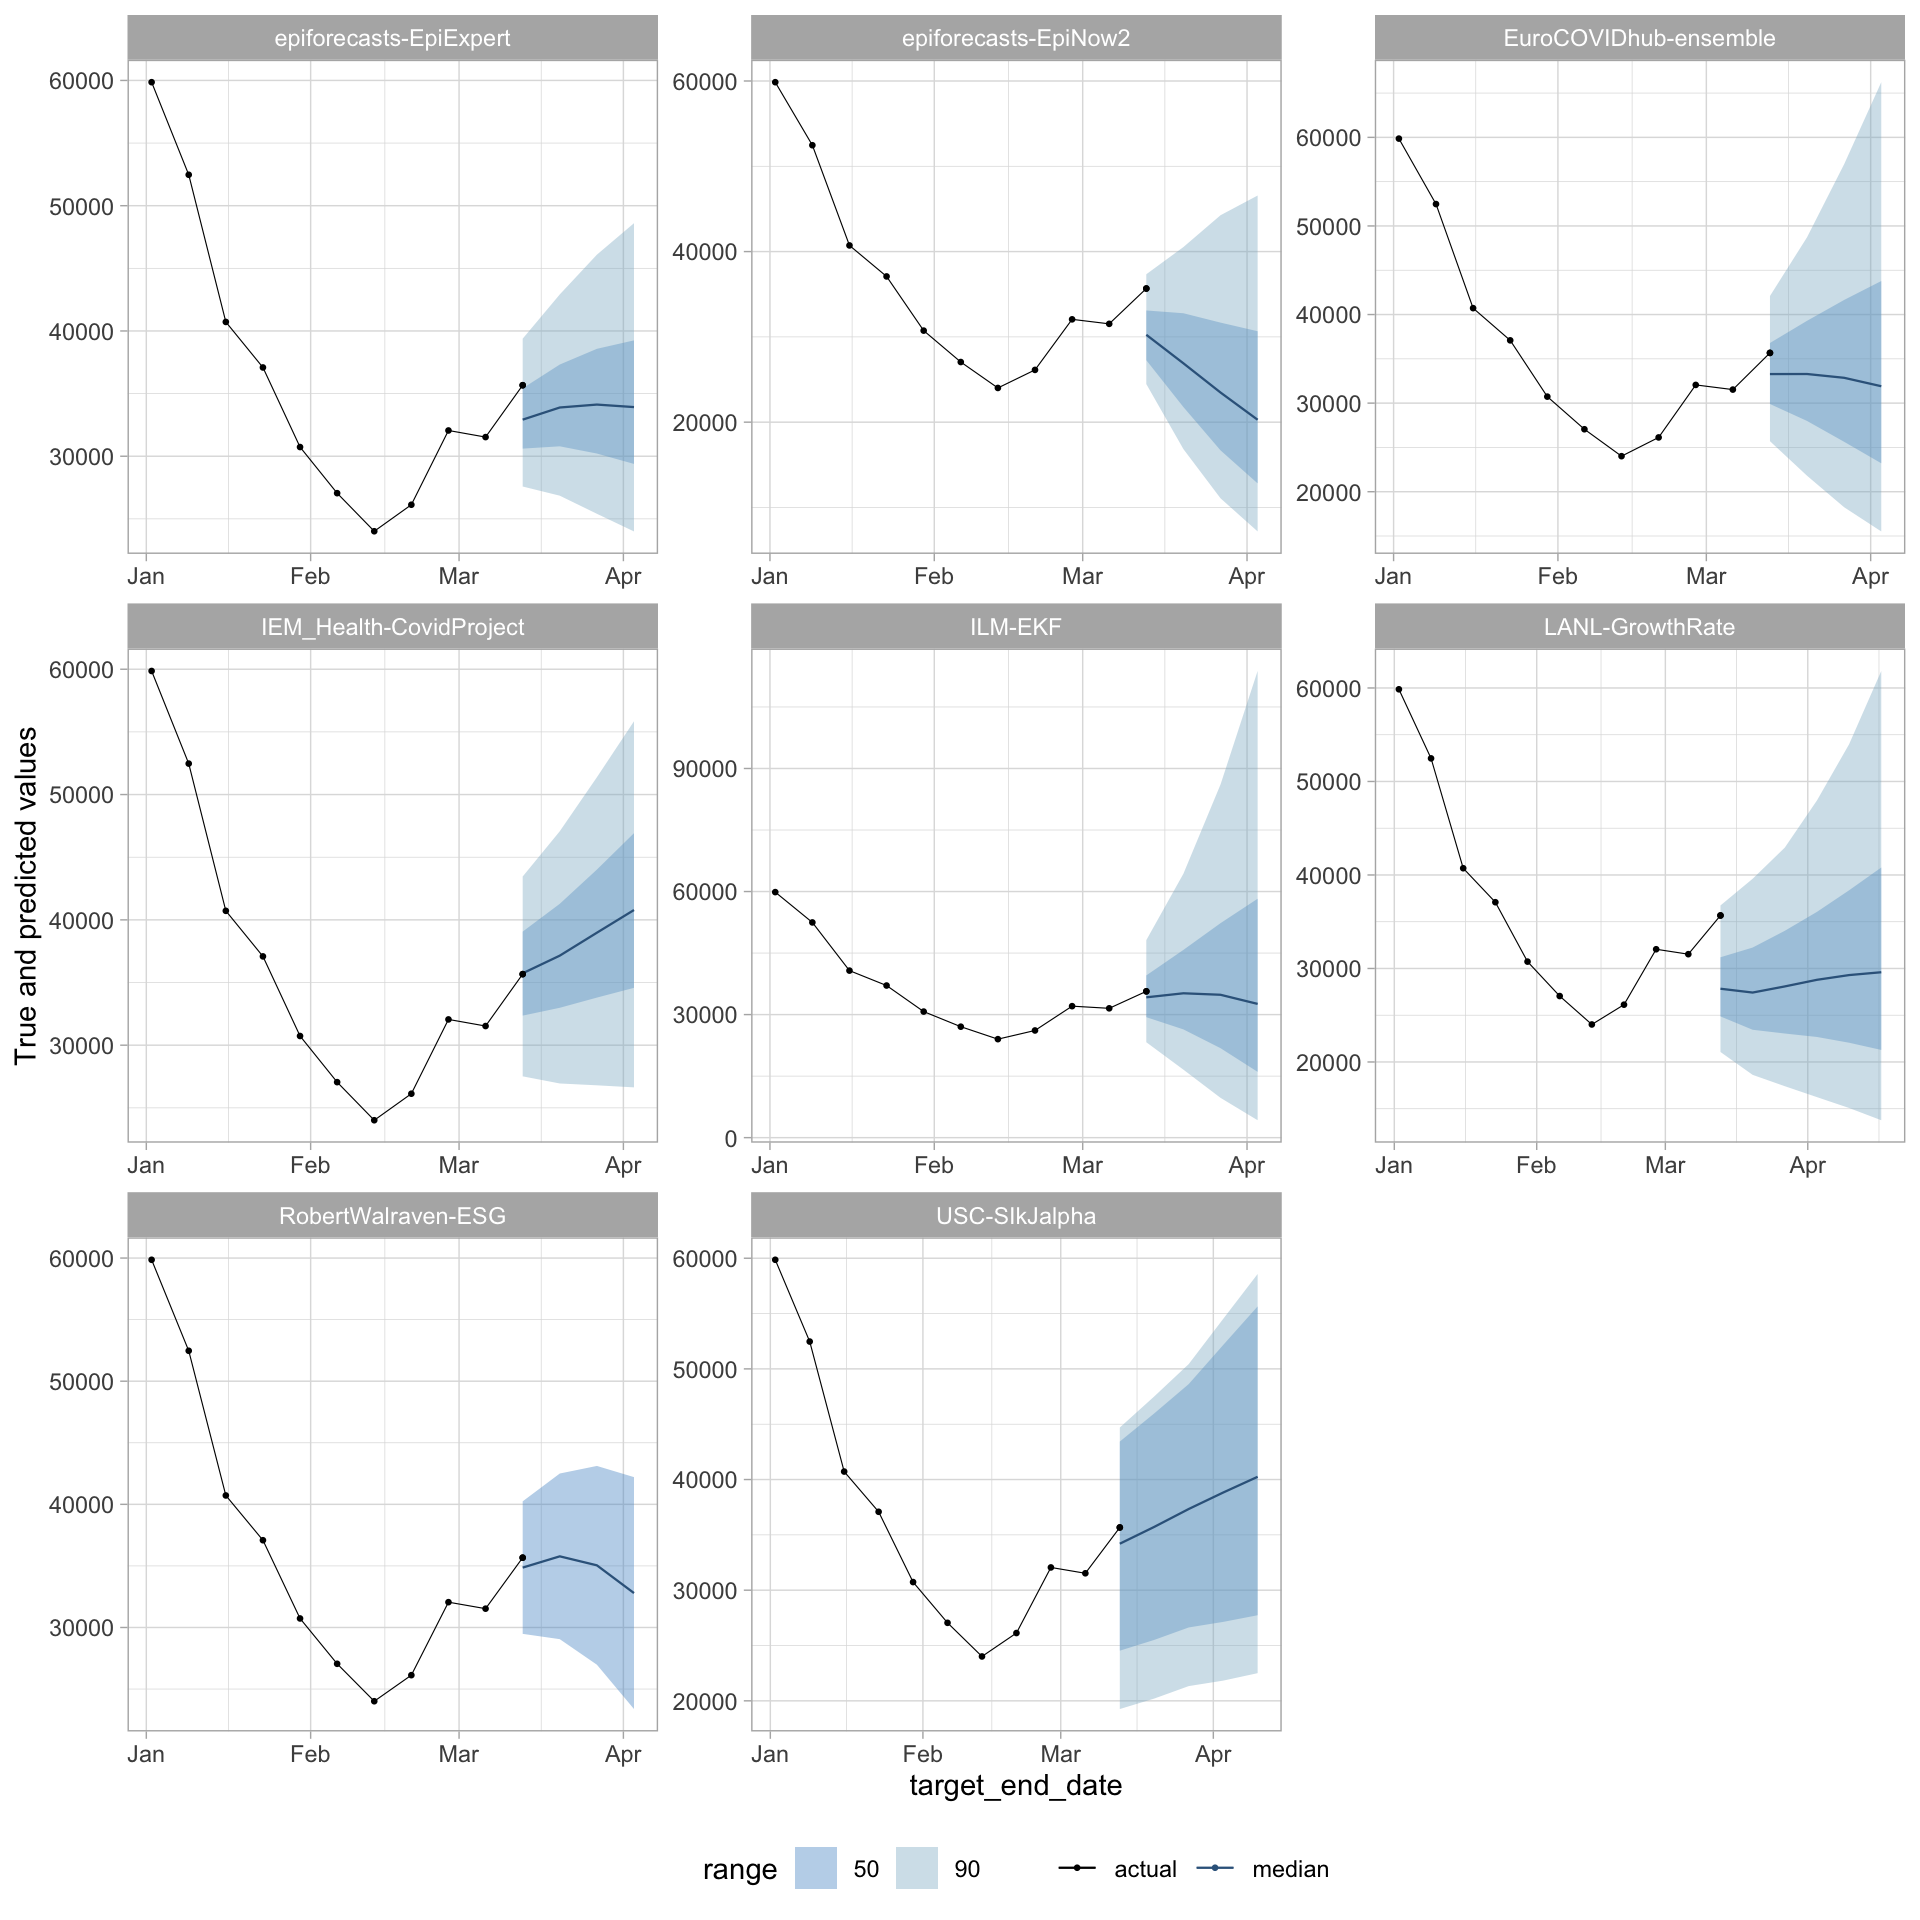 epiforecasts-EpiExpert
epiforecasts-EpiNow2
EuroCOVIDhub-ensemble
60000
50000
40000
30000
Jan Feb Mar Apr
60000
40000
20000
Jan Feb Mar Apr
60000
50000
40000
30000
20000
Jan Feb Mar Apr
True and predicted values
IEM_Health-CovidProject
ILM-EKF
LANL-GrowthRate
60000
50000
40000
30000
Jan Feb Mar Apr
90000
60000
30000
0
Jan Feb Mar Apr
60000
50000
40000
30000
20000
Jan Feb Mar Apr
RobertWalraven-ESG
USC-SIkJalpha
60000
50000
40000
30000
Jan Feb Mar Apr
60000
50000
40000
30000
20000
Jan Feb Mar Apr
target_end_date
range 50 90 actual median